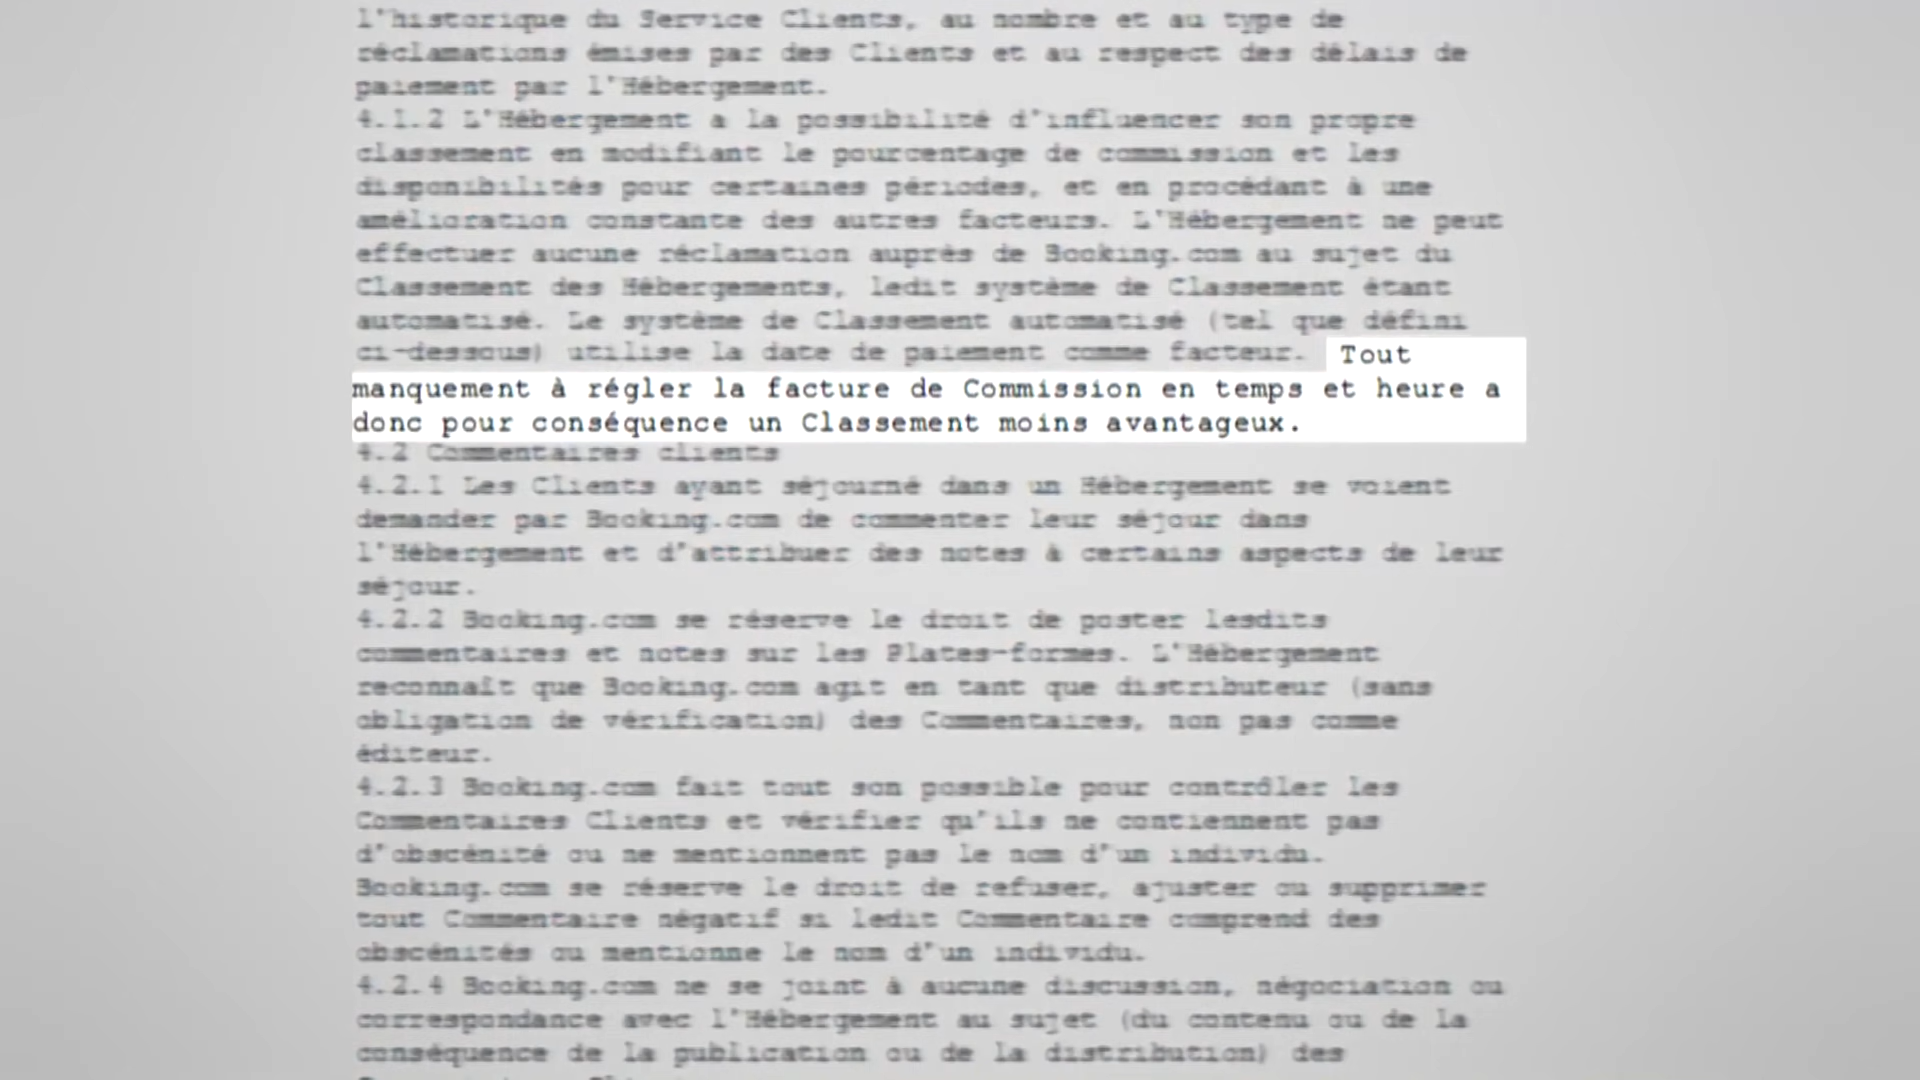 l'historique du Service Clients, au nombre et au type de
réclamations émises par des Clients et au respect des délais de
paiement par l'Hébergement.
4.1.2 L'Hébergement a la possibilité d'influencer son propre
classement en modifiant le pourcentage de commission et les
disponibilités pour certaines périodes, et en procédant à une
amélioration constante des autres facteurs. L'Hébergement ne peut
effectuer aucune réclamation auprès de Booking.com au sujet du
Classement des Hébergements, ledit système de Classement étant
automatisé. Le système de Classement automatisé (tel que défini
ci-dessous) utilise la date de paiement comme facteur. Tout
manquement à régler la facture de Commission en temps et heure a
donc pour conséquence un Classement moins avantageux.
4.2 Commentaires clients
4.2.1 Les Clients ayant séjourné dans un Hébergement se voient
demander par Booking.com de commenter leur séjour dans
l'Hébergement et d'attribuer des notes à certains aspects de leur
séjour.
4.2.2 Booking.com se réserve le droit de poster lesdits
commentaires et notes sur les Plates-formes. L'Hébergement
reconnaît que Booking.com agit en tant que distributeur (sans
obligation de vérification) des Commentaires, non pas comme
éditeur.
4.2.3 Booking.com fait tout son possible pour contrôler les
Commentaires Clients et vérifier qu'ils ne contiennent pas
d'obscénité ou ne mentionnent pas le nom d'un individu.
Booking.com se réserve le droit de refuser, ajuster ou supprimer
tout Commentaire négatif si ledit Commentaire comprend des
obscénités ou mentionne le nom d'un individu.
4.2.4 Booking.com ne se joint à aucune discussion, négociation ou
correspondance avec l'Hébergement au sujet (du contenu ou de la
conséquence de la publication ou de la distribution) des